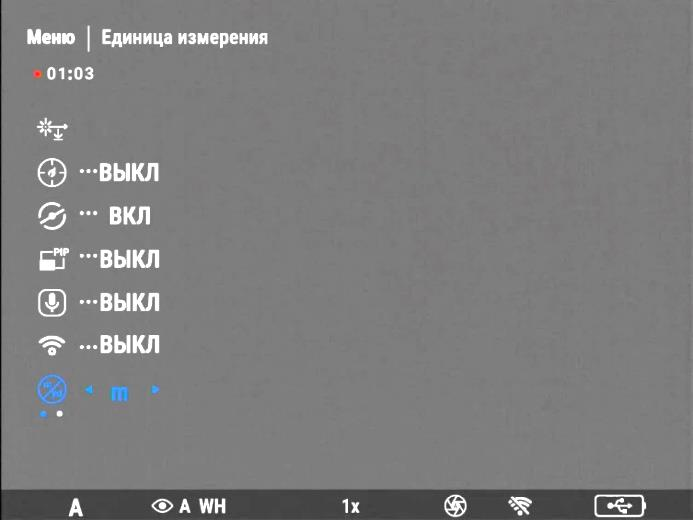 Меню | Единица измерения
01:03
···ВЫКЛ
··· ВКЛ
PIP ···ВЫКЛ
···ВЫКЛ
...ВЫКЛ
m
A A WH 1x